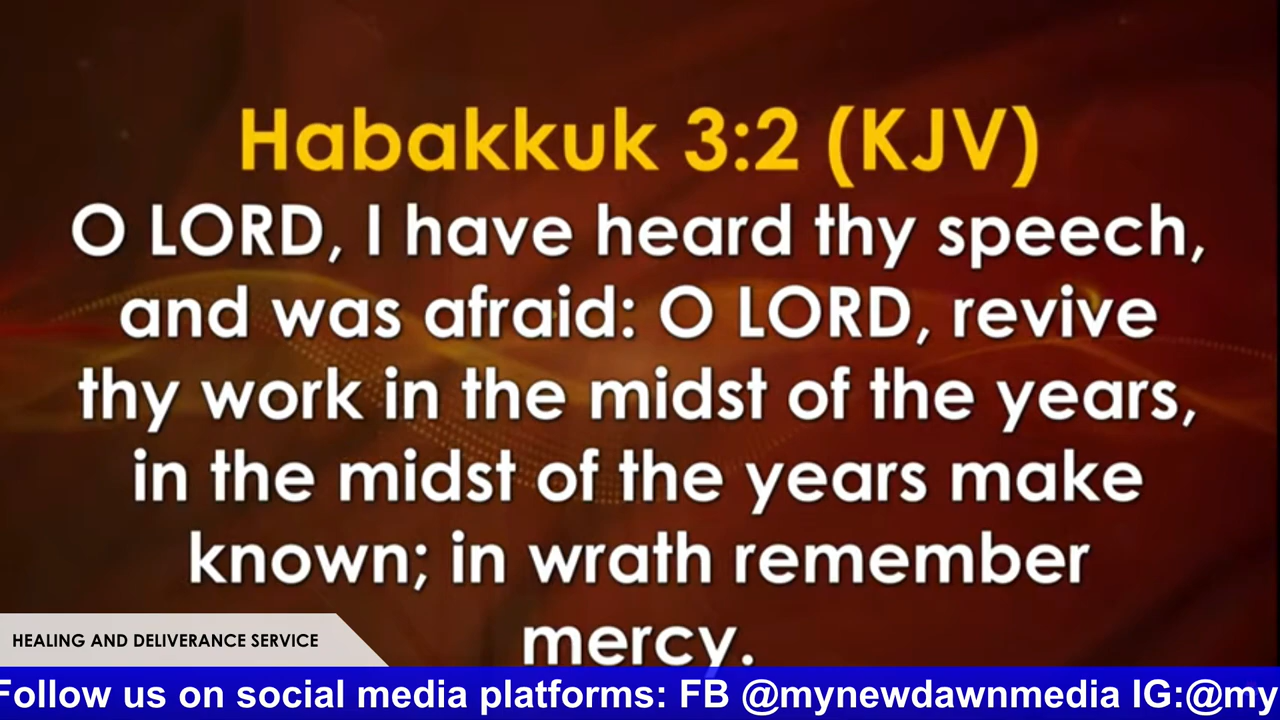 Habakkuk 3:2 (KJV)
O LORD, I have heard thy speech,
and was afraid: O LORD, revive
thy work in the midst of the years,
in the midst of the years make
known; in wrath remember
mercy.
HEALING AND DELIVERANCE SERVICE
Follow us on social media platforms: FB @mynewdawnmedia IG:@my